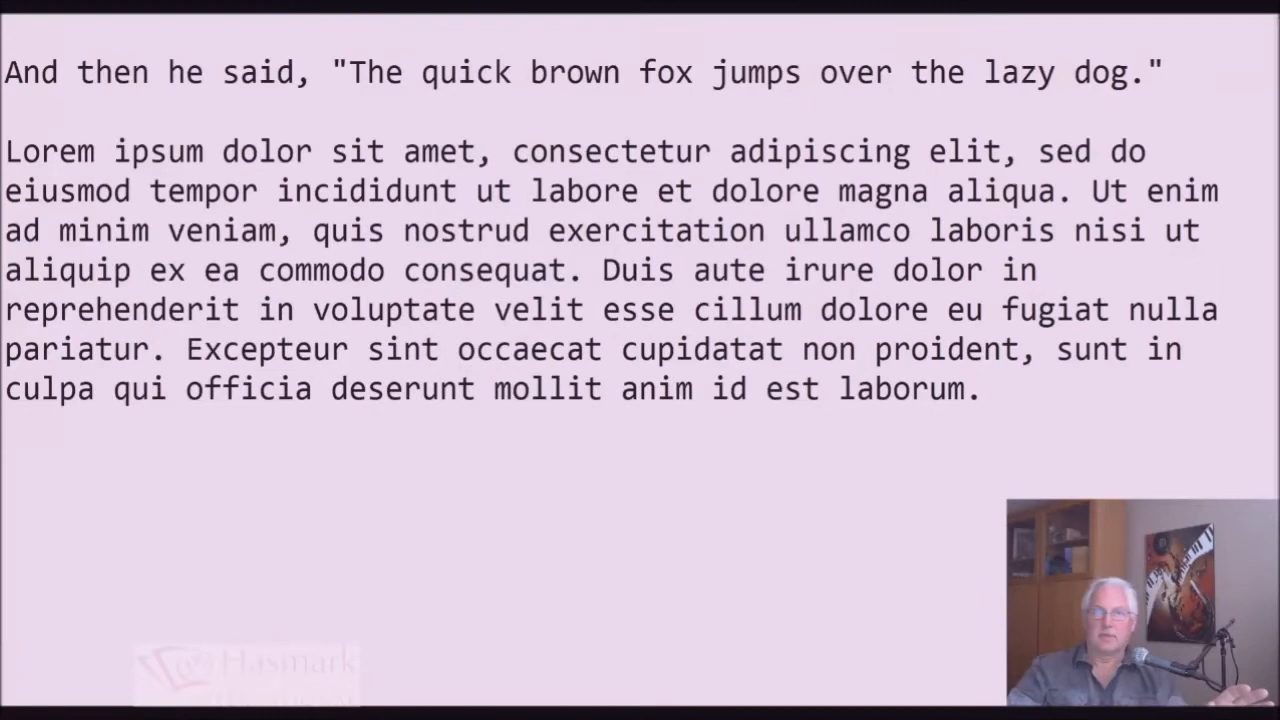 And then he said, "The quick brown fox jumps over the lazy dog."
Lorem ipsum dolor sit amet, consectetur adipiscing elit, sed do
eiusmod tempor incididunt ut labore et dolore magna aliqua. Ut enim
ad minim veniam, quis nostrud exercitation ullamco laboris nisi ut
aliquip ex ea commodo consequat. Duis aute irure dolor in
reprehenderit in voluptate velit esse cillum dolore eu fugiat nulla
pariatur. Excepteur sint occaecat cupidatat non proident, sunt in
culpa qui officia deserunt mollit anim id est laborum.
Hasmark